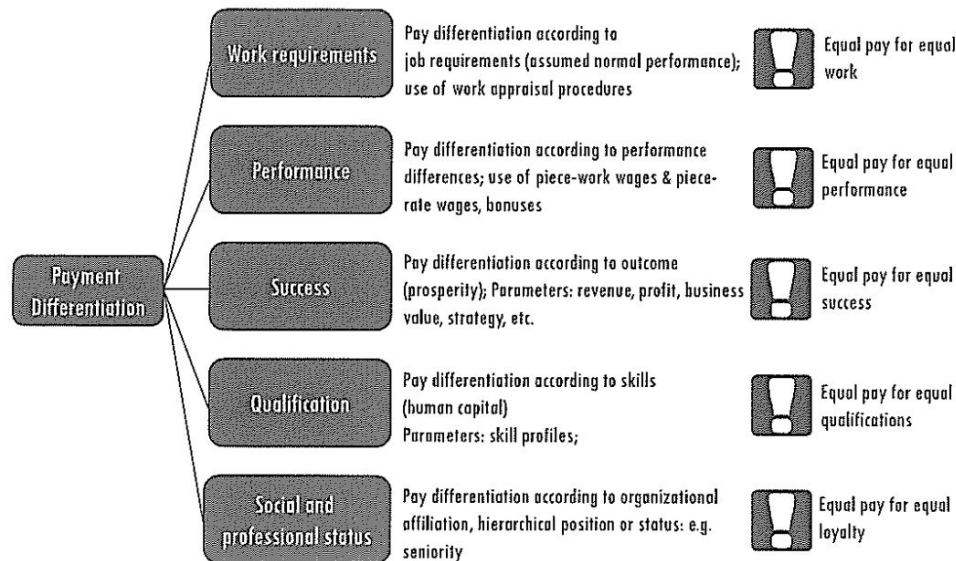 Payment
Differentiation
Work requirements
Pay differentiation according to
job requirements (assumed normal performance);
use of work appraisal procedures
Equal pay for equal
work
Performance
Pay differentiation according to performance
differences; use of piece-work wages & piece-
rate wages, bonuses
Equal pay for equal
performance
Success
Pay differentiation according to outcome
(prosperity); Parameters: revenue, profit, business
value, strategy, etc.
Equal pay for equal
success
Qualification
Pay differentiation according to skills
(human capital)
Parameters: skill profiles;
Equal pay for equal
qualifications
Social and
professional status
Pay differentiation according to organizational
affiliation, hierarchical position or status: e.g.
seniority
Equal pay for equal
loyalty